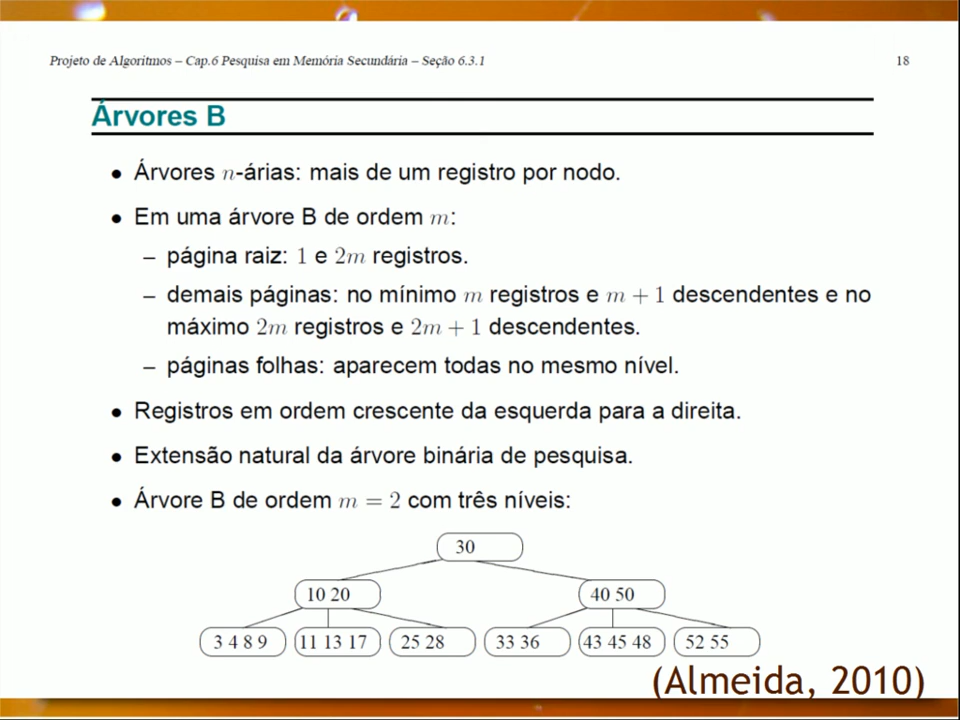 Projeto de Algoritmos – Cap.6 Pesquisa em Memória Secundária – Seção 6.3.1 18
Árvores B
• Árvores n-árias: mais de um registro por nodo.
• Em uma árvore B de ordem m:
– página raiz: 1 e 2m registros.
– demais páginas: no mínimo m registros e m + 1 descendentes e no
máximo 2m registros e 2m + 1 descendentes.
– páginas folhas: aparecem todas no mesmo nível.
• Registros em ordem crescente da esquerda para a direita.
• Extensão natural da árvore binária de pesquisa.
• Árvore B de ordem m = 2 com três níveis:
30
10 20 40 50
3 4 8 9 11 13 17 25 28 33 36 43 45 48 52 55
(Almeida, 2010)